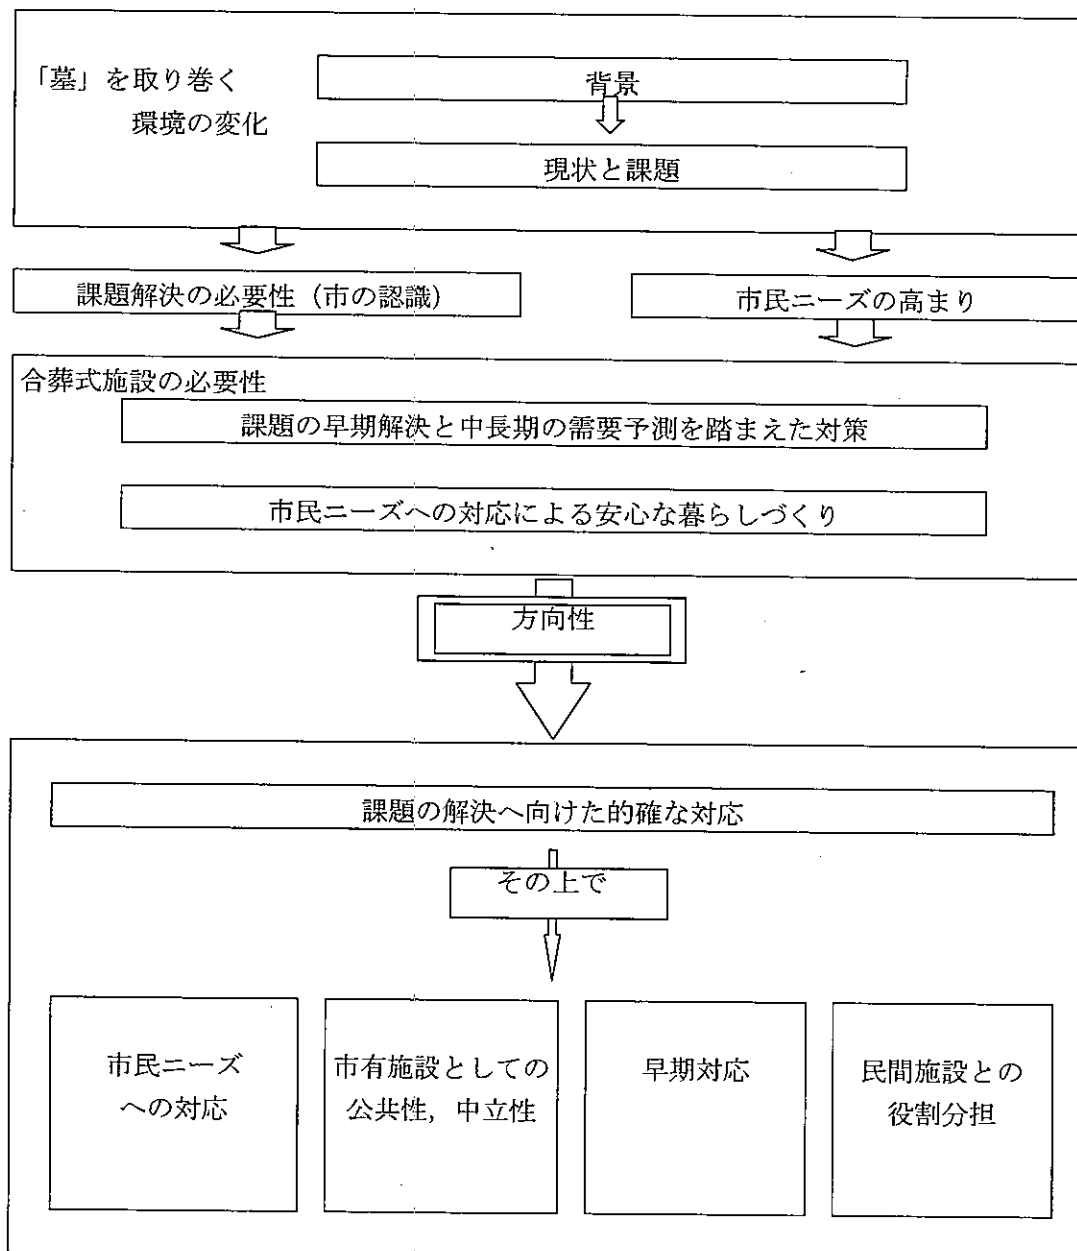 「墓」を取り巻く
環境の変化
背景
現状と課題
課題解決の必要性（市の認識）
市民ニーズの高まり
合葬式施設の必要性
課題の早期解決と中長期の需要予測を踏まえた対策
市民ニーズへの対応による安心な暮らしづくり
方向性
課題の解決へ向けた的確な対応
その上で
市民ニーズ
への対応
市有施設としての
公共性，中立性
早期対応
民間施設との
役割分担